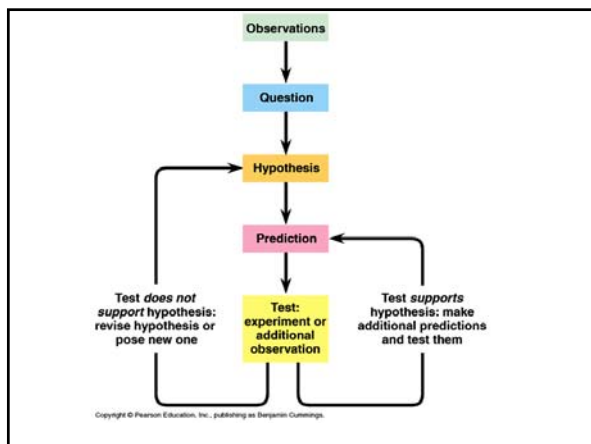 Observations
Question
Hypothesis
Prediction
Test does not
support hypothesis:
revise hypothesis or
pose new one
Test:
experiment or
additional
observation
Test supports
hypothesis: make
additional predictions
and test them
Copyright © Pearson Education, Inc., publishing as Benjamin Cummings.